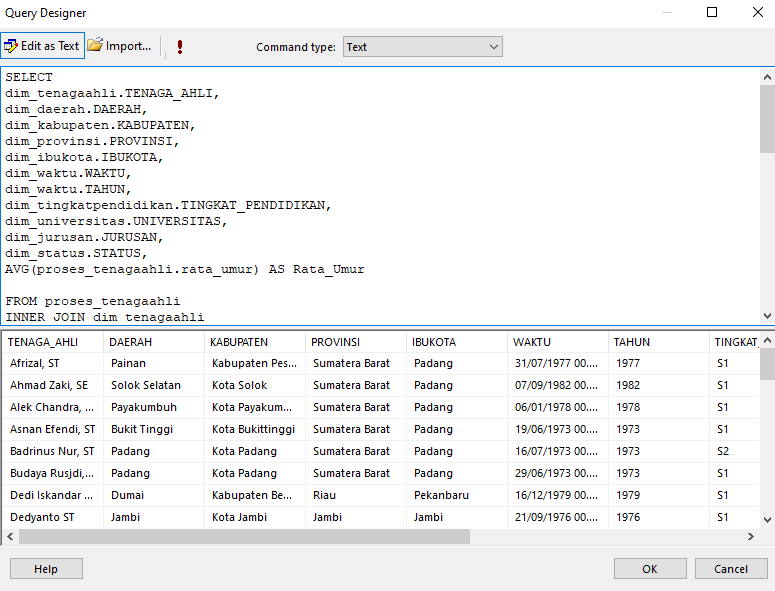 Query Designer
Edit as Text Import... ! Command type: Text
SELECT
dim_tenagaahli.TENAGA_AHLI,
dim_daerah.DAERAH,
dim_kabupaten.KABUPATEN,
dim_provinsi.PROVINSI,
dim_ibukota.IBUKOTA,
dim_waktu.WAKTU,
dim_waktu.TAHUN,
dim_tingkatpendidikan.TINGKAT_PENDIDIKAN,
dim_universitas.UNIVERSITAS,
dim_jurusan.JURUSAN,
dim_status.STATUS,
AVG(proses_tenagaahli.rata_umur) AS Rata_Umur
FROM proses_tenagaahli
INNER JOIN dim_tenagaahli
TENAGA_AHLI DAERAH KABUPATEN PROVINSI IBUKOTA WAKTU TAHUN TINGKAT_
Afrizal, ST Painan Kabupaten Pes... Sumatera Barat Padang 31/07/1977 00.... 1977 S1
Ahmad Zaki, SE Solok Selatan Kota Solok Sumatera Barat Padang 07/09/1982 00.... 1982 S1
Alek Chandra, ... Payakumbuh Kota Payakum... Sumatera Barat Padang 06/01/1978 00.... 1978 S1
Asnan Efendi, ST Bukit Tinggi Kota Bukittinggi Sumatera Barat Padang 19/06/1973 00.... 1973 S1
Badrinus Nur, ST Padang Kota Padang Sumatera Barat Padang 16/07/1973 00.... 1973 S2
Budaya Rusjdi,... Padang Kota Padang Sumatera Barat Padang 29/06/1973 00.... 1973 S1
Dedi Iskandar ... Dumai Kabupaten Be... Riau Pekanbaru 16/12/1979 00.... 1979 S1
Dedyanto ST Jambi Kota Jambi Jambi Jambi 21/09/1976 00.... 1976 S1
Help OK Cancel